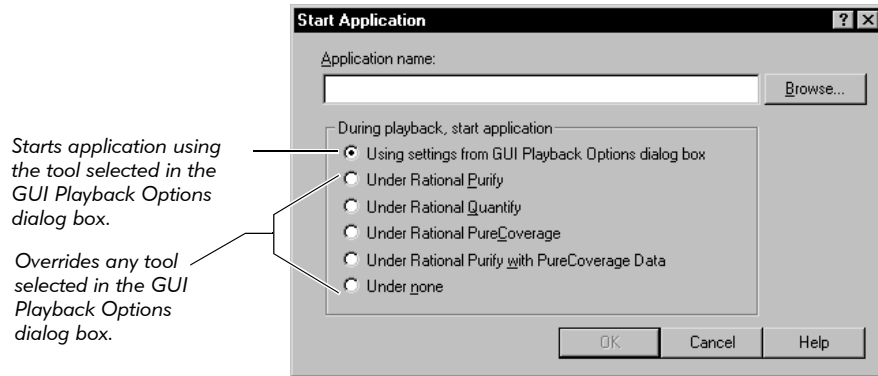 Start Application
Application name:
Browse...
During playback, start application
Using settings from GUI Playback Options dialog box
Under Rational Purify
Under Rational Quantify
Under Rational PureCoverage
Under Rational Purify with PureCoverage Data
Under none
OK
Cancel
Help
Starts application using
the tool selected in the
GUI Playback Options
dialog box.
Overrides any tool
selected in the GUI
Playback Options
dialog box.